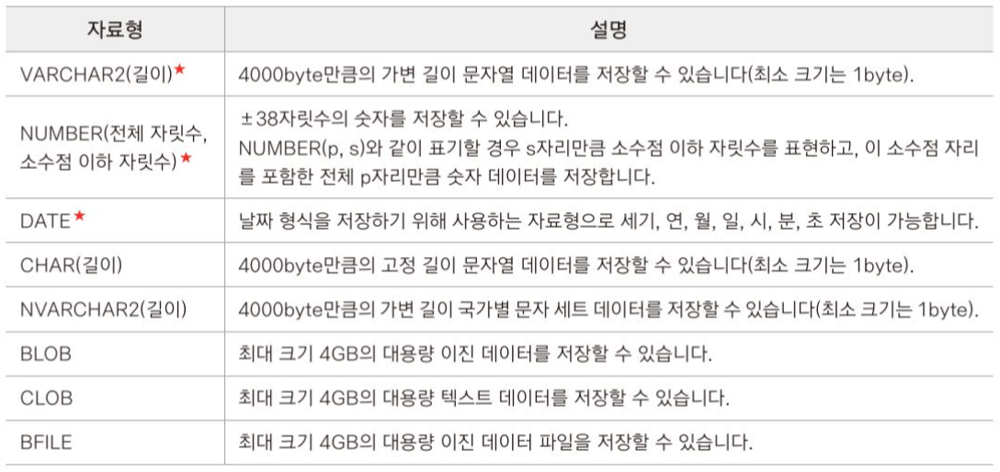 자료형 설명
VARCHAR2(길이)★ 4000byte만큼의 가변 길이 문자열 데이터를 저장할 수 있습니다(최소 크기는 1byte).
NUMBER(전체 자릿수,
소수점 이하 자릿수)★
±38자릿수의 숫자를 저장할 수 있습니다.
NUMBER(p, s)와 같이 표기할 경우 s자리만큼 소수점 이하 자릿수를 표현하고, 이 소수점 자리
를 포함한 전체 p자리만큼 숫자 데이터를 저장합니다.
DATE★ 날짜 형식을 저장하기 위해 사용하는 자료형으로 세기, 연, 월, 일, 시, 분, 초 저장이 가능합니다.
CHAR(길이) 4000byte만큼의 고정 길이 문자열 데이터를 저장할 수 있습니다(최소 크기는 1byte).
NVARCHAR2(길이) 4000byte만큼의 가변 길이 국가별 문자 세트 데이터를 저장할 수 있습니다(최소 크기는 1byte).
BLOB 최대 크기 4GB의 대용량 이진 데이터를 저장할 수 있습니다.
CLOB 최대 크기 4GB의 대용량 텍스트 데이터를 저장할 수 있습니다.
BFILE 최대 크기 4GB의 대용량 이진 데이터 파일을 저장할 수 있습니다.